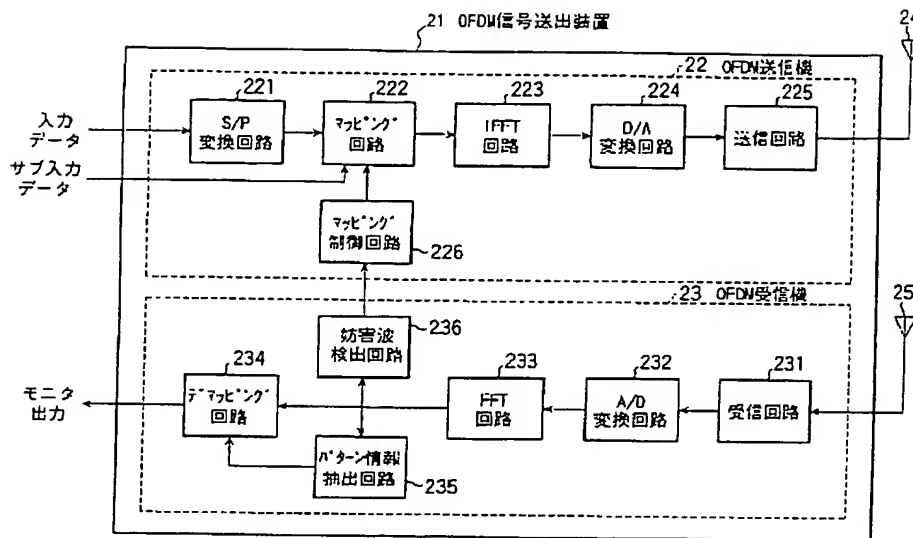 21 OFDM信号送出装置
24
22 OFDM送信機
221
222
223
224
225
入力
データ
S/P
変換回路
マッピング
回路
IFFT
回路
D/A
変換回路
送信回路
サブ入力
データ
マッピング
制御回路
226
23 OFDM受信機
25
妨害波
検出回路
236
234
233
232
231
モニタ
出力
デマッピング
回路
FFT
回路
A/D
変換回路
受信回路
パターン情報
抽出回路
235